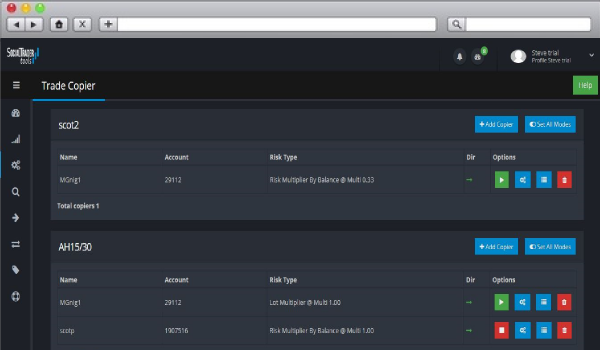 X
SocialTrader
tools
Steve trial
Profile Steve trial
Trade Copier
Help
scot2
Add Copier
Set All Modes
Name Account Risk Type Dir Options
MGnig1 29112 Risk Multiplier By Balance @ Multi 0.33
Total copiers 1
AH15/30
Add Copier
Set All Modes
Name Account Risk Type Dir Options
MGnig1 29112 Lot Multiplier @ Multi 1.00
scotp 1907516 Risk Multiplier By Balance @ Multi 1.00